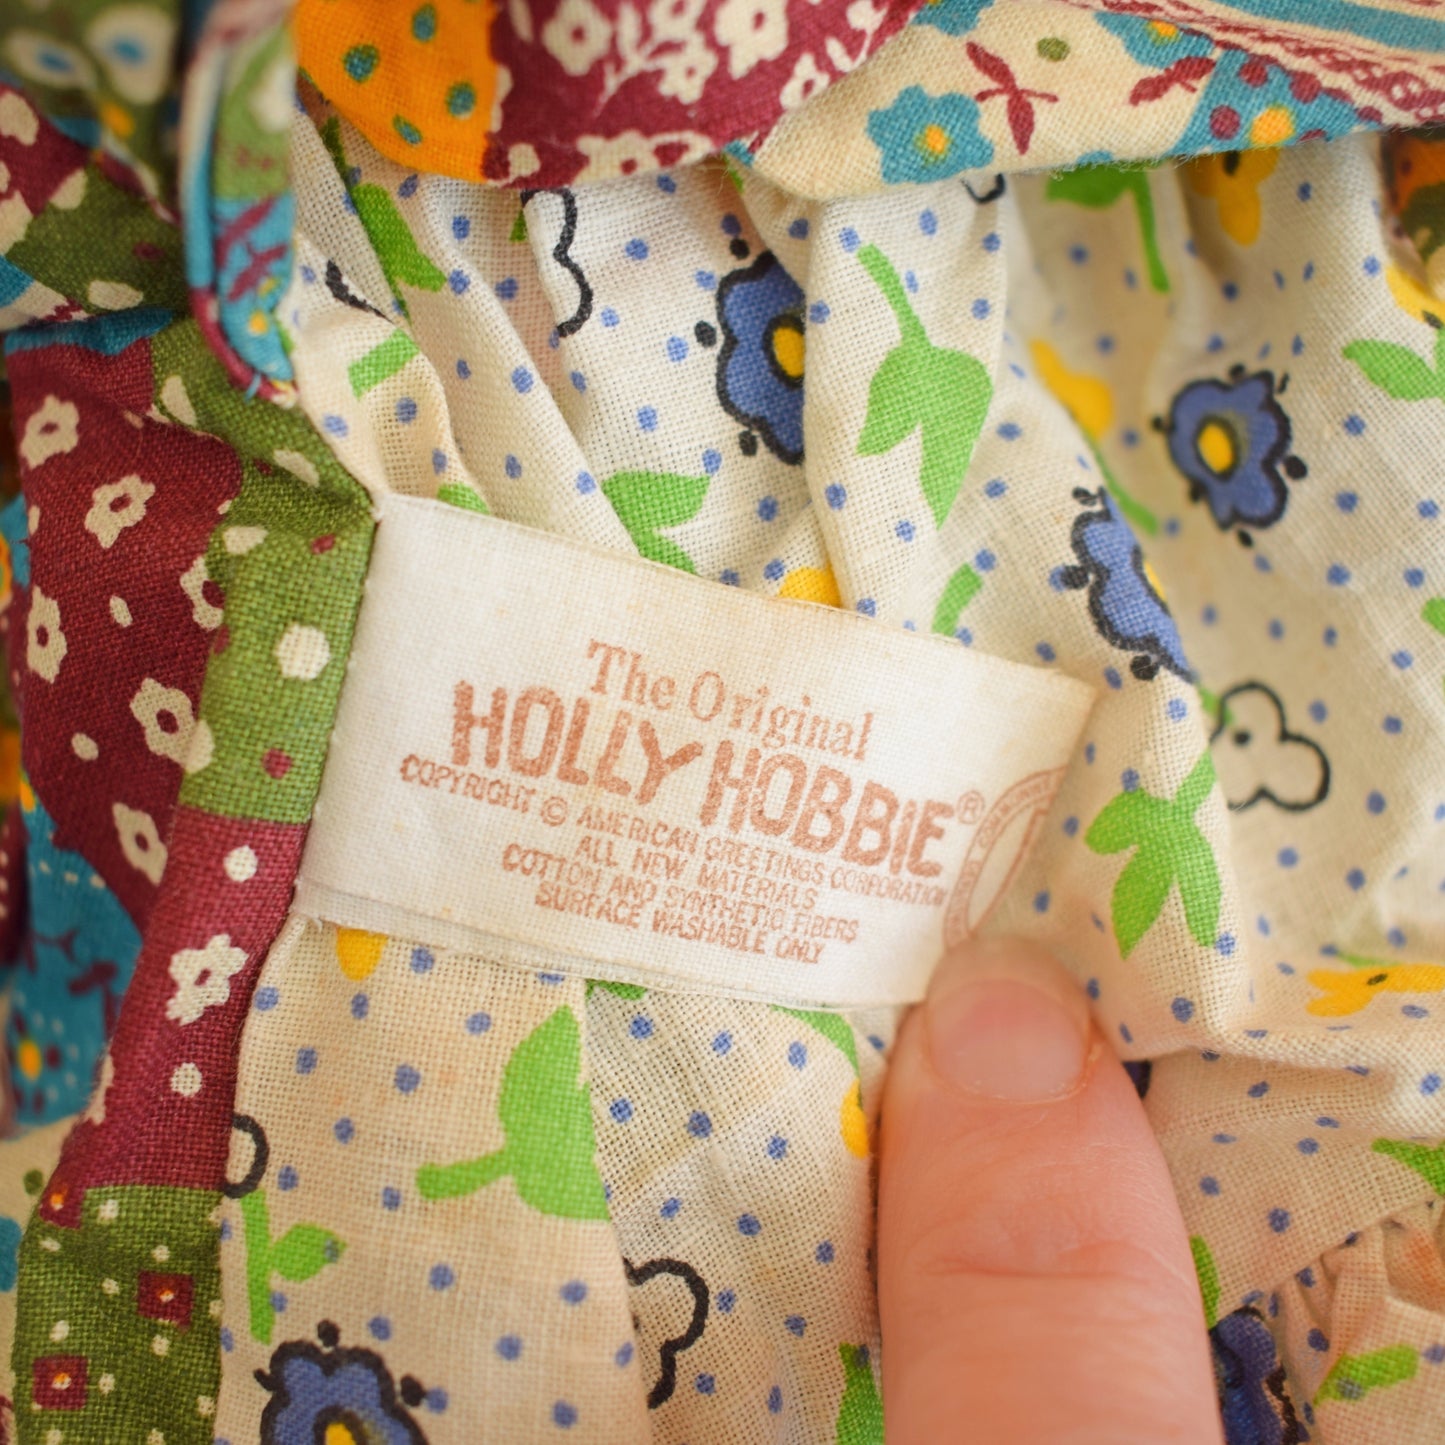 The Original
HOLLY HOBBIE®
COPYRIGHT © AMERICAN GREETINGS CORPORATION
ALL NEW MATERIALS
COTTON AND SYNTHETIC FIBERS
SURFACE WASHABLE ONLY